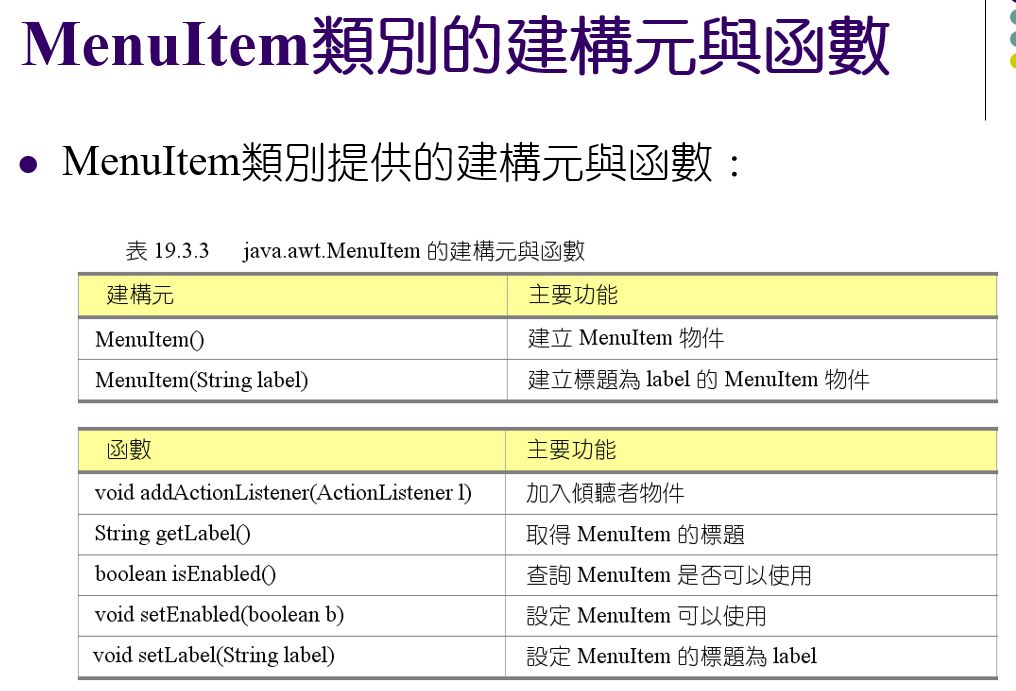 MenuItem類別的建構元與函數
● MenuItem類別提供的建構元與函數：
表 19.3.3 java.awt.MenuItem 的建構元與函數
建構元 主要功能
MenuItem() 建立 MenuItem 物件
MenuItem(String label) 建立標題為 label 的 MenuItem 物件
函數 主要功能
void addActionListener(ActionListener l) 加入傾聽者物件
String getLabel() 取得 MenuItem 的標題
boolean isEnabled() 查詢 MenuItem 是否可以使用
void setEnabled(boolean b) 設定 MenuItem 可以使用
void setLabel(String label) 設定 MenuItem 的標題為 label